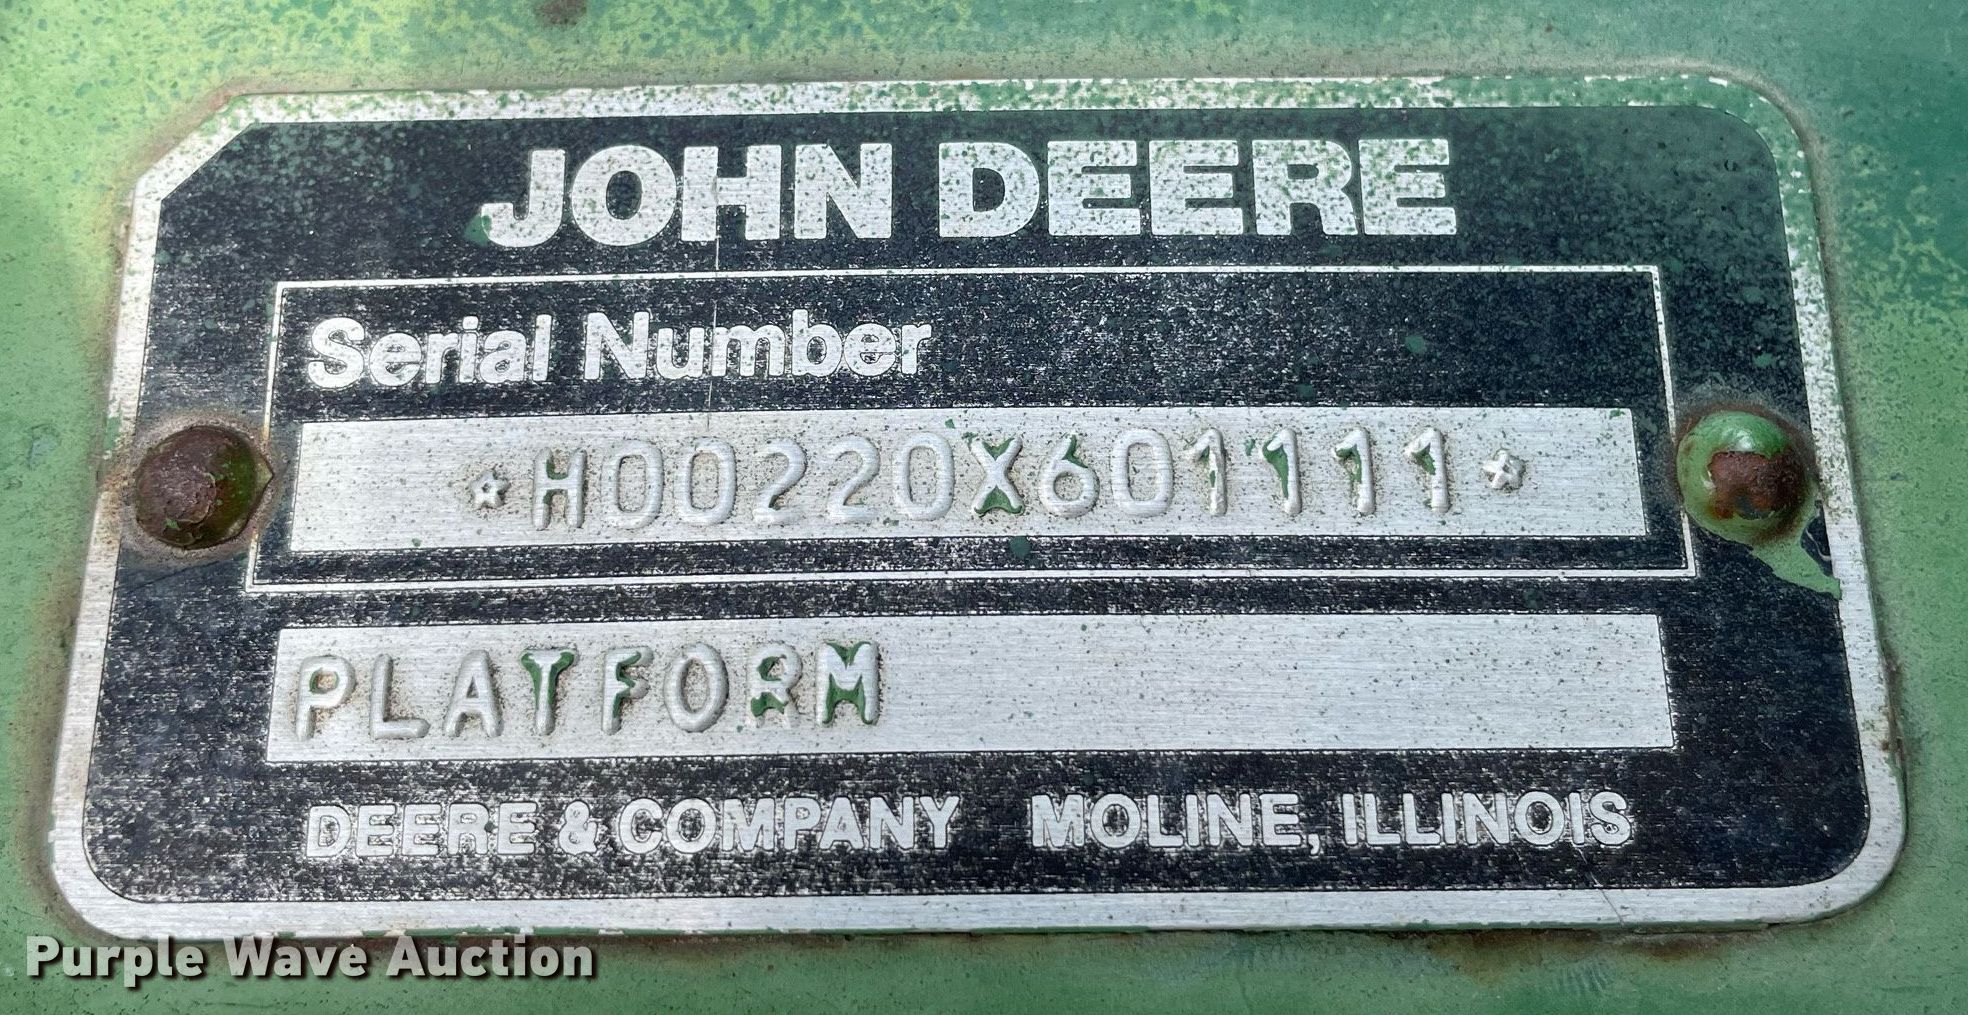 JOHN DEERE
Serial Number
*H00220X601111*
PLATFORM
DEERE & COMPANY MOLINE, ILLINOIS
Purple Wave Auction